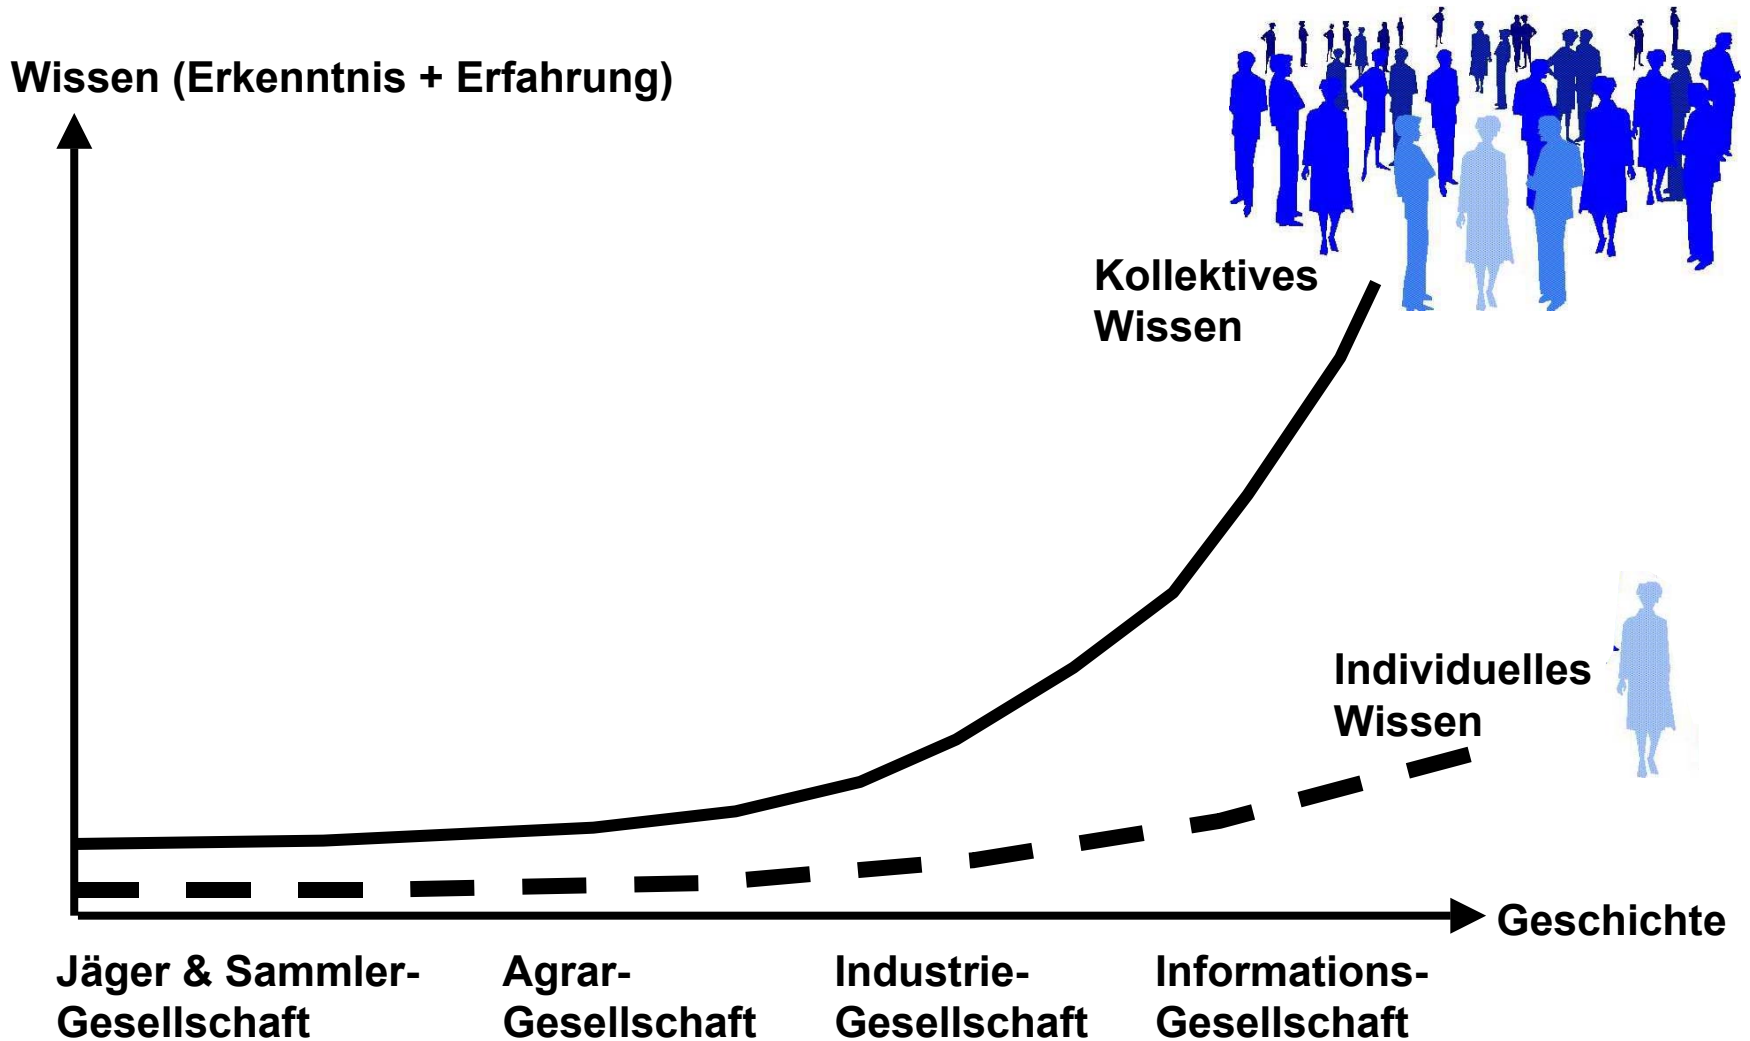 Wissen (Erkenntnis + Erfahrung)
Kollektives
Wissen
Individuelles
Wissen
Geschichte
Jäger & Sammler-
Gesellschaft
Agrar-
Gesellschaft
Industrie-
Gesellschaft
Informations-
Gesellschaft